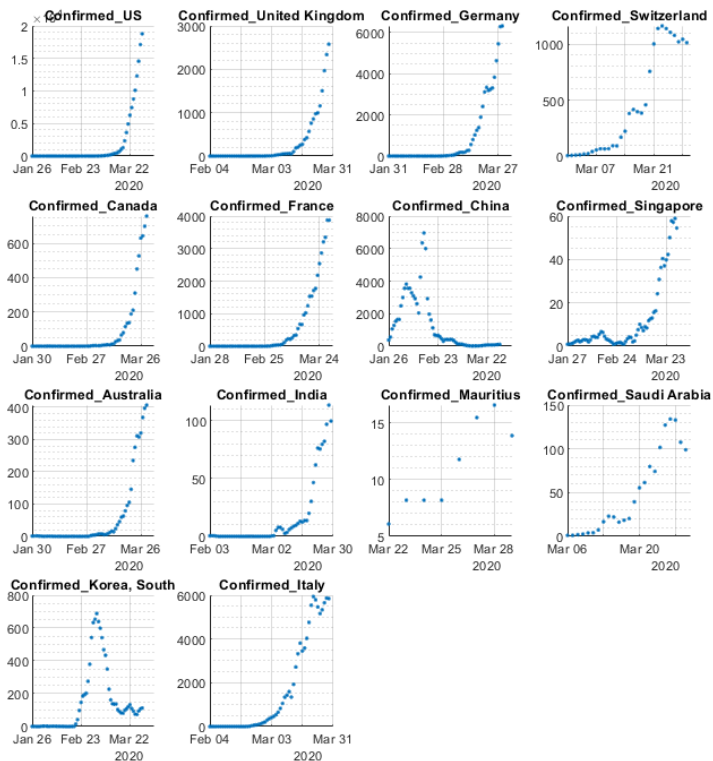 Confirmed_US
2
1.5
1
0.5
0
Jan 26 Feb 23 Mar 22
2020
Confirmed_United Kingdom
3000
2000
1000
0
Feb 04 Mar 03 Mar 31
2020
Confirmed_Germany
6000
4000
2000
0
Jan 31 Feb 28 Mar 27
2020
Confirmed_Switzerland
1000
500
0
Mar 07 Mar 21
2020
Confirmed_Canada
600
400
200
0
Jan 30 Feb 27 Mar 26
2020
Confirmed_France
4000
3000
2000
1000
0
Jan 28 Feb 25 Mar 24
2020
Confirmed_China
8000
6000
4000
2000
0
Jan 26 Feb 23 Mar 22
2020
Confirmed_Singapore
60
40
20
0
Jan 27 Feb 24 Mar 23
2020
Confirmed_Australia
400
300
200
100
0
Jan 30 Feb 27 Mar 26
2020
Confirmed_India
100
50
0
Feb 03 Mar 02 Mar 30
2020
Confirmed_Mauritius
15
10
5
Mar 22 Mar 25 Mar 28
2020
Confirmed_Saudi Arabia
150
100
50
0
Mar 06 Mar 20
2020
Confirmed_Korea, South
800
600
400
200
0
Jan 26 Feb 23 Mar 22
2020
Confirmed_Italy
6000
4000
2000
0
Feb 04 Mar 03 Mar 31
2020